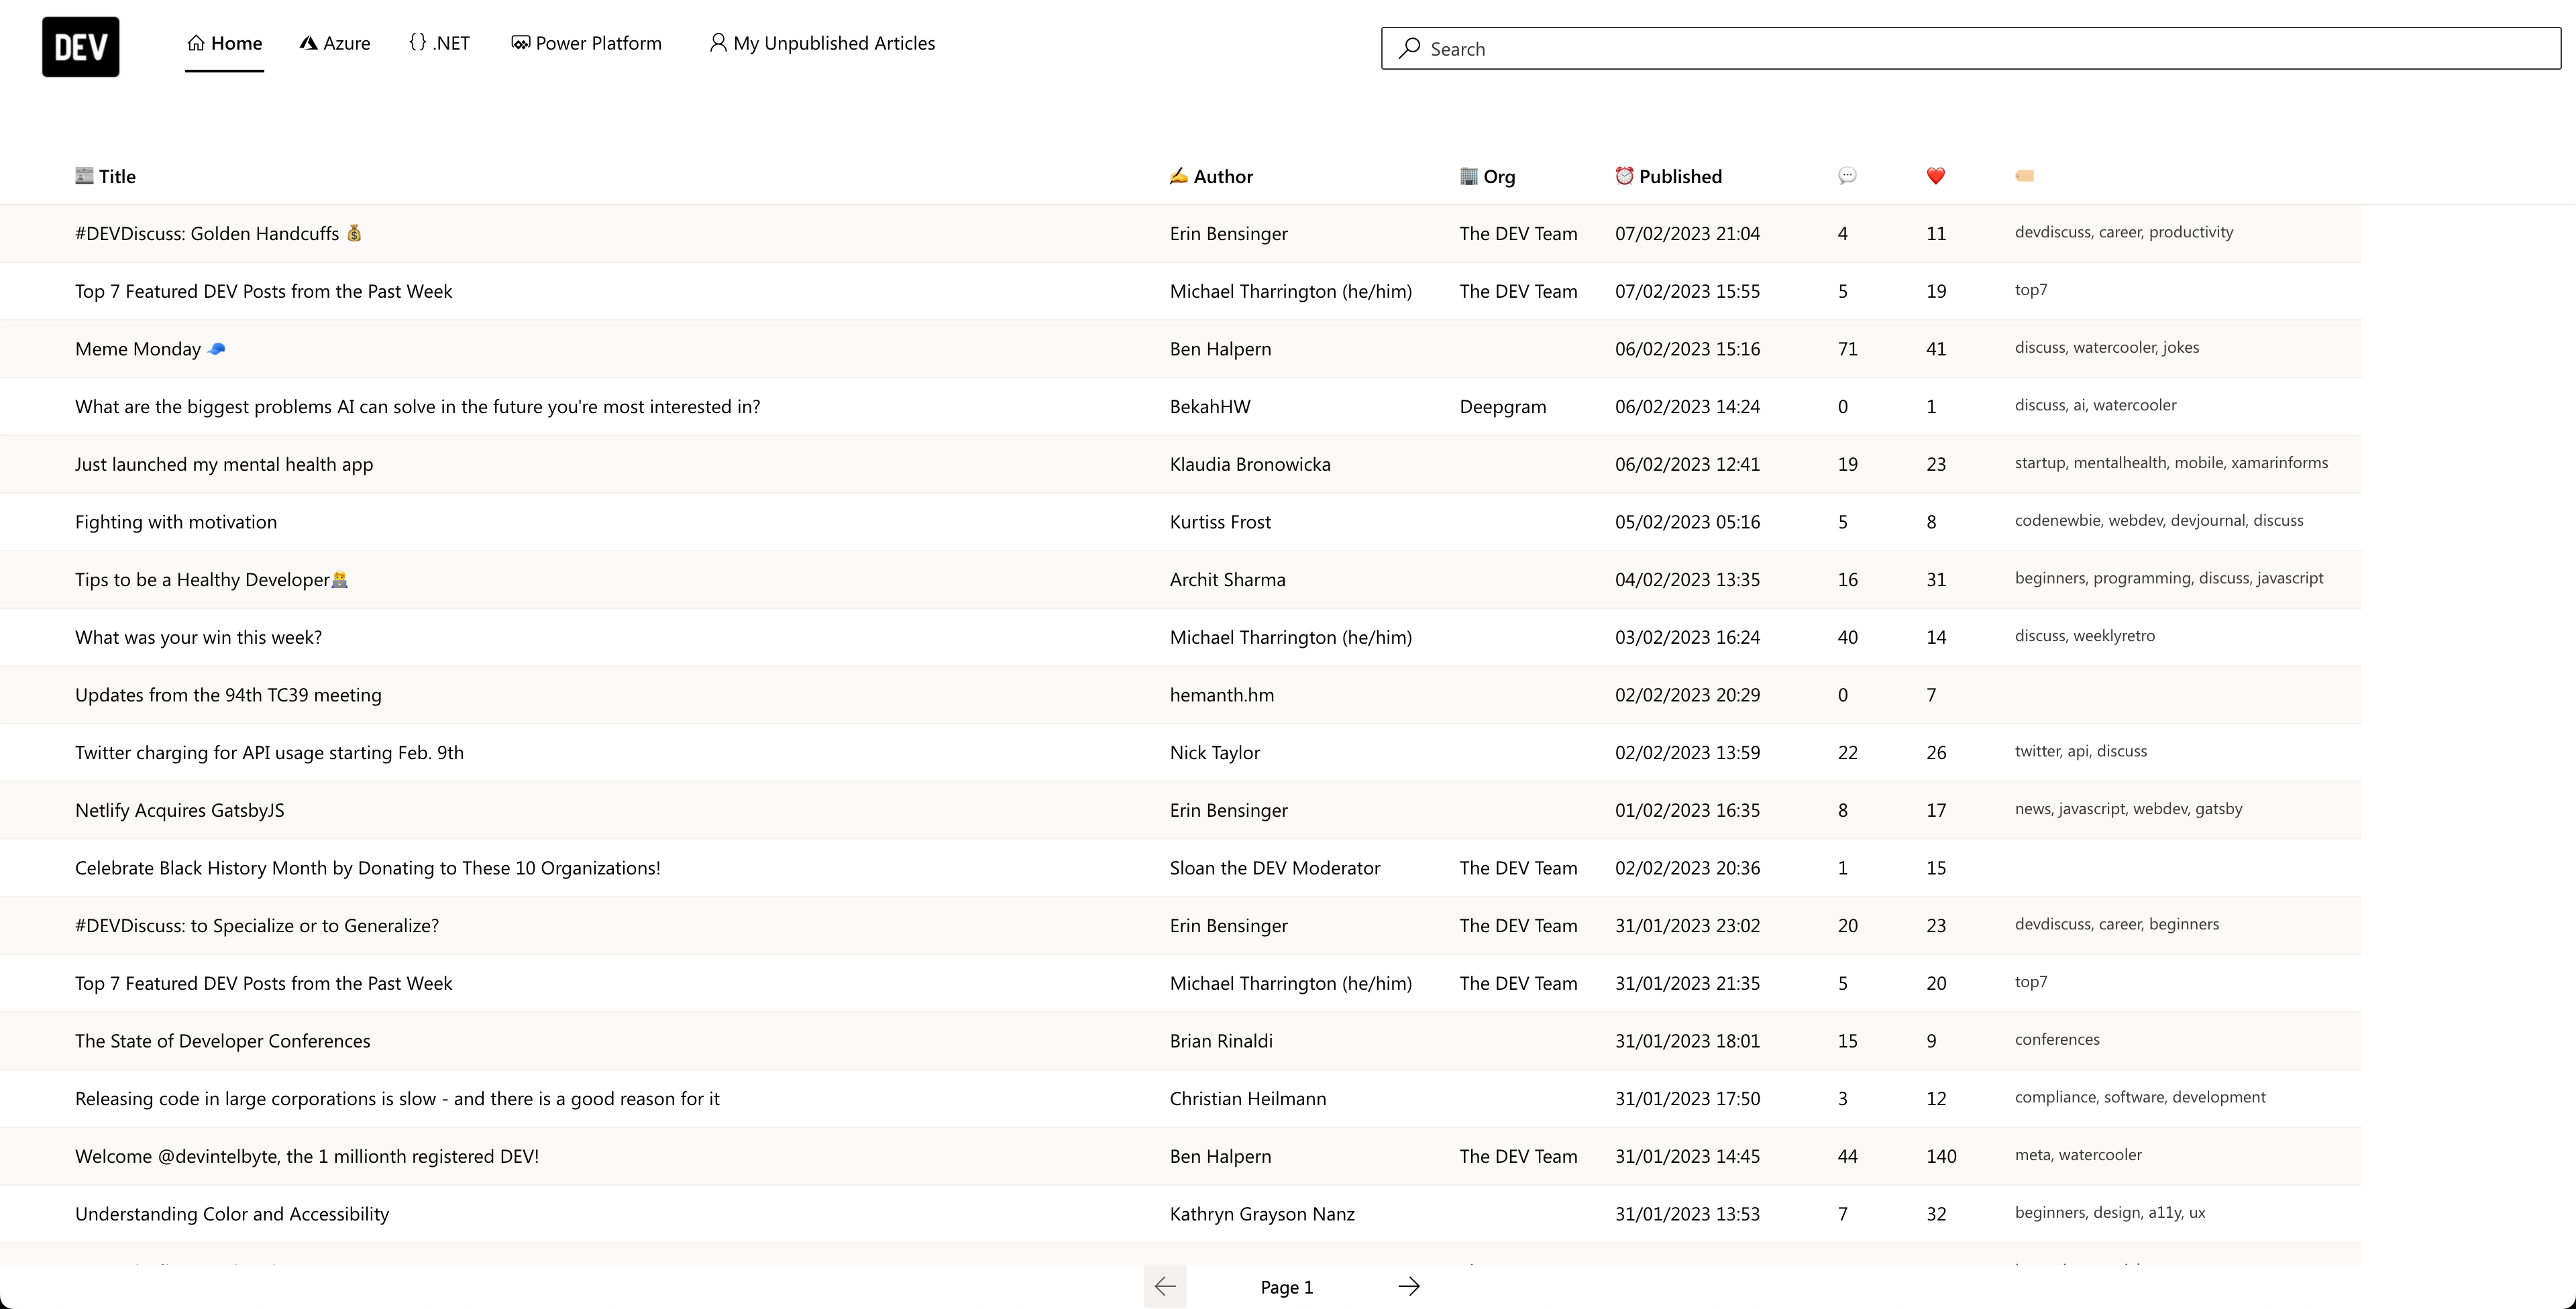 DEV Home Azure {} .NET Power Platform My Unpublished Articles Search
📰 Title ✍️ Author 🏢 Org ⏰ Published 💬 ❤️ 🏷️
#DEVDiscuss: Golden Handcuffs 💰 Erin Bensinger The DEV Team 07/02/2023 21:04 4 11 devdiscuss, career, productivity
Top 7 Featured DEV Posts from the Past Week Michael Tharrington (he/him) The DEV Team 07/02/2023 15:55 5 19 top7
Meme Monday 🧢 Ben Halpern 06/02/2023 15:16 71 41 discuss, watercooler, jokes
What are the biggest problems AI can solve in the future you're most interested in? BekahHW Deepgram 06/02/2023 14:24 0 1 discuss, ai, watercooler
Just launched my mental health app Klaudia Bronowicka 06/02/2023 12:41 19 23 startup, mentalhealth, mobile, xamarinforms
Fighting with motivation Kurtiss Frost 05/02/2023 05:16 5 8 codenewbie, webdev, devjournal, discuss
Tips to be a Healthy Developer👨‍💻 Archit Sharma 04/02/2023 13:35 16 31 beginners, programming, discuss, javascript
What was your win this week? Michael Tharrington (he/him) 03/02/2023 16:24 40 14 discuss, weeklyretro
Updates from the 94th TC39 meeting hemanth.hm 02/02/2023 20:29 0 7
Twitter charging for API usage starting Feb. 9th Nick Taylor 02/02/2023 13:59 22 26 twitter, api, discuss
Netlify Acquires GatsbyJS Erin Bensinger 01/02/2023 16:35 8 17 news, javascript, webdev, gatsby
Celebrate Black History Month by Donating to These 10 Organizations! Sloan the DEV Moderator The DEV Team 02/02/2023 20:36 1 15
#DEVDiscuss: to Specialize or to Generalize? Erin Bensinger The DEV Team 31/01/2023 23:02 20 23 devdiscuss, career, beginners
Top 7 Featured DEV Posts from the Past Week Michael Tharrington (he/him) The DEV Team 31/01/2023 21:35 5 20 top7
The State of Developer Conferences Brian Rinaldi 31/01/2023 18:01 15 9 conferences
Releasing code in large corporations is slow - and there is a good reason for it Christian Heilmann 31/01/2023 17:50 3 12 compliance, software, development
Welcome @devintelbyte, the 1 millionth registered DEV! Ben Halpern The DEV Team 31/01/2023 14:45 44 140 meta, watercooler
Understanding Color and Accessibility Kathryn Grayson Nanz 31/01/2023 13:53 7 32 beginners, design, a11y, ux
Page 1